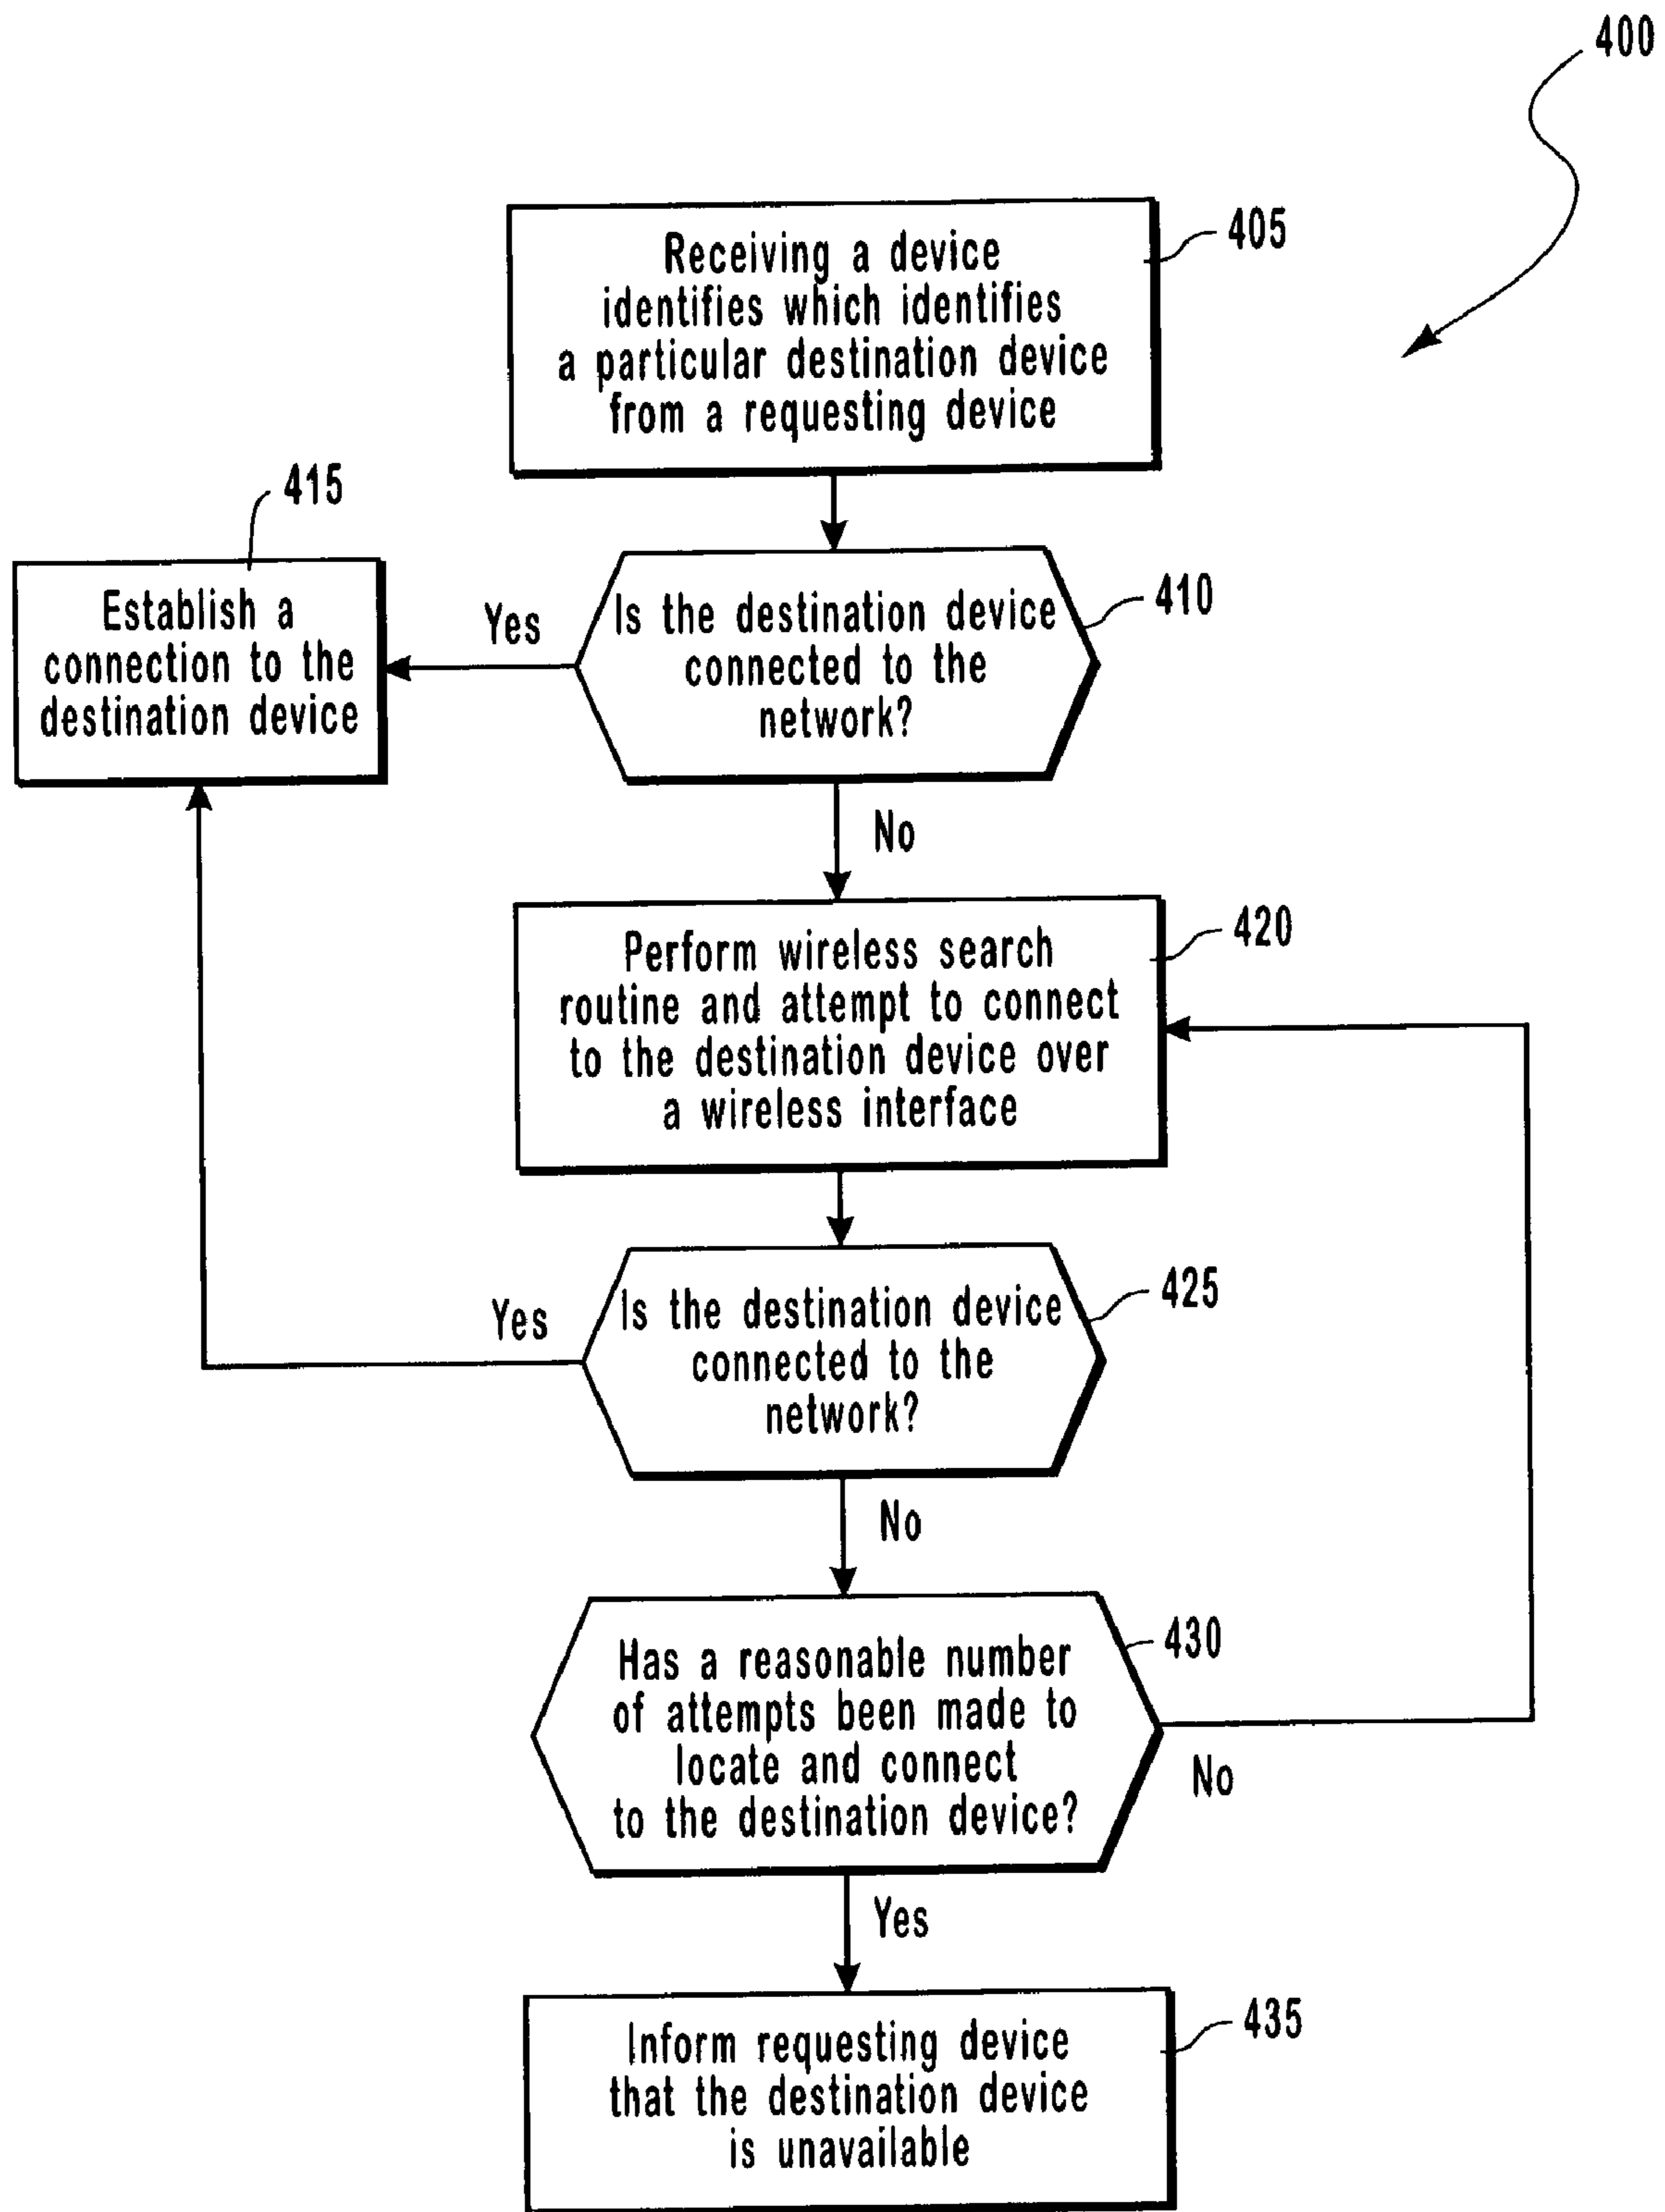 400
405
Receiving a device
identifies which identifies
a particular destination device
from a requesting device
415
Establish a
connection to the
destination device
Yes
410
Is the destination device
connected to the
network?
No
420
Perform wireless search
routine and attempt to connect
to the destination device over
a wireless interface
425
Yes
Is the destination device
connected to the
network?
No
430
Has a reasonable number
of attempts been made to
locate and connect
to the destination device?
No
Yes
435
Inform requesting device
that the destination device
is unavailable